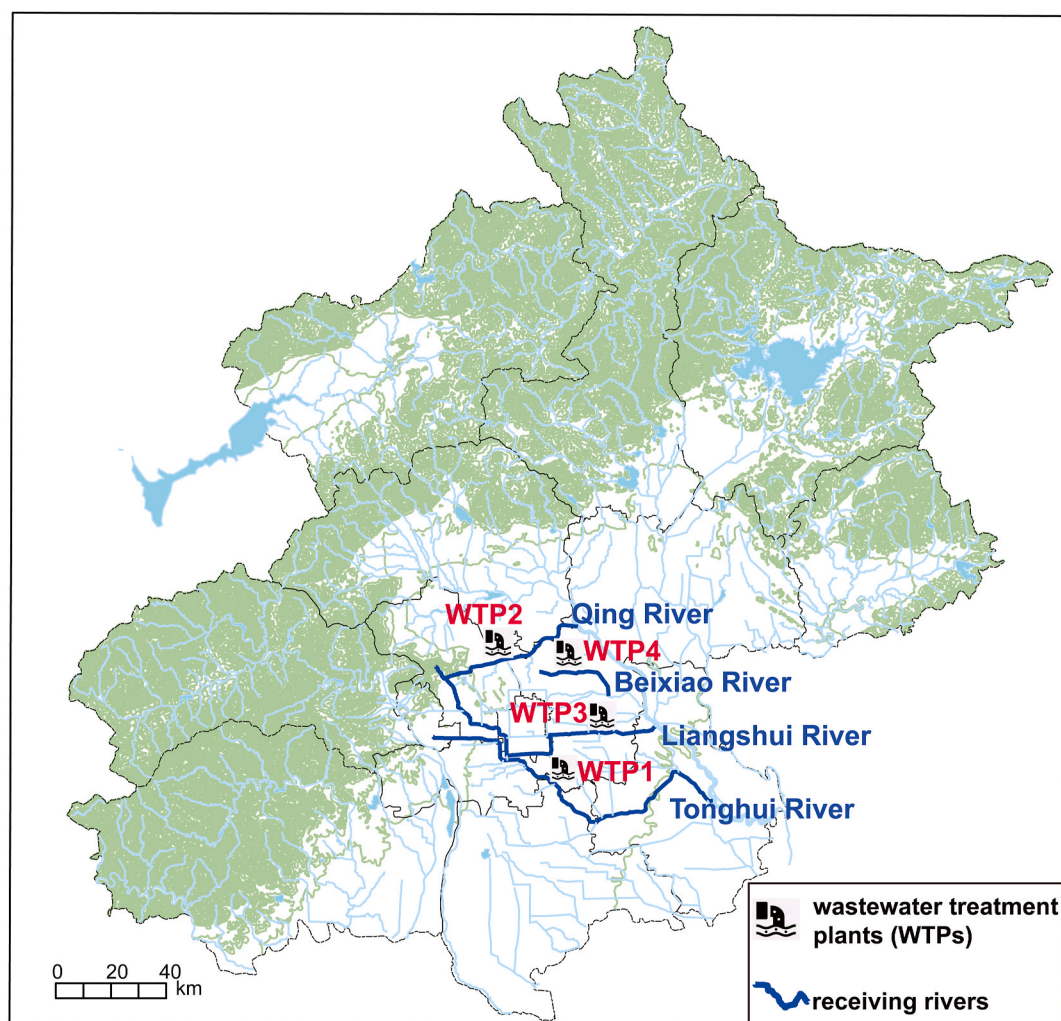 Qing River
WTP2
WTP4
Beixiao River
WTP3
Liangshui River
WTP1
Tonghui River
wastewater treatment
plants (WTPs)
0 20 40
km
receiving rivers